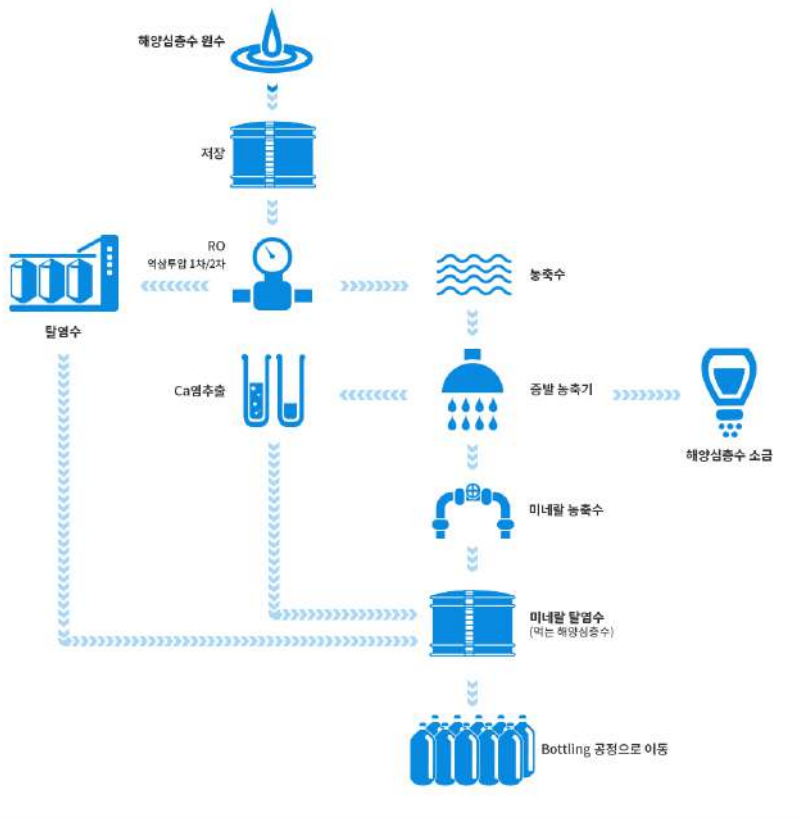 해양심층수 원수
저장
RO
역삼투압 1차/2차
농축수
탈염수
Ca염추출
증발 농축기
해양심층수 소금
미네랄 농축수
미네랄 탈염수
(먹는 해양심층수)
Bottling 공정으로 이동